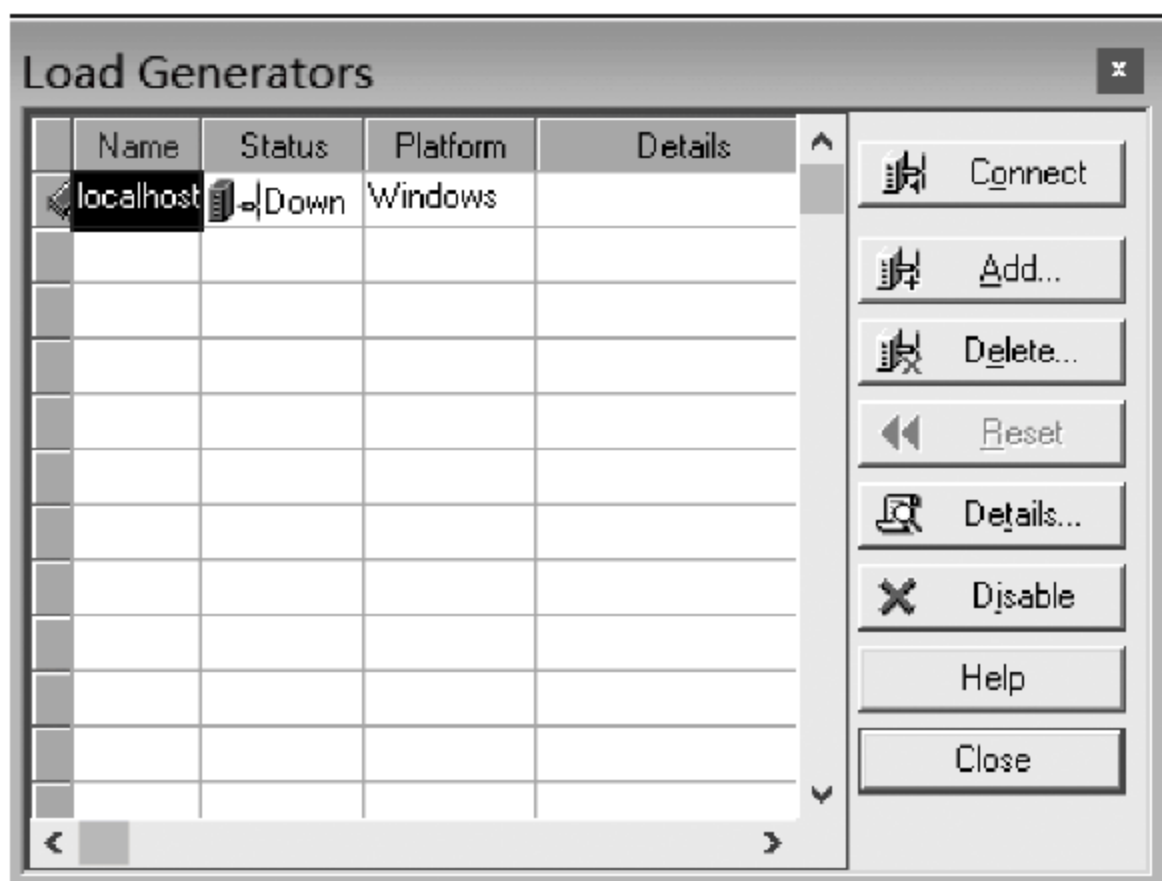 Load Generators
Name Status Platform Details
localhost Down Windows
Connect
Add...
Delete...
Reset
Details...
Disable
Help
Close